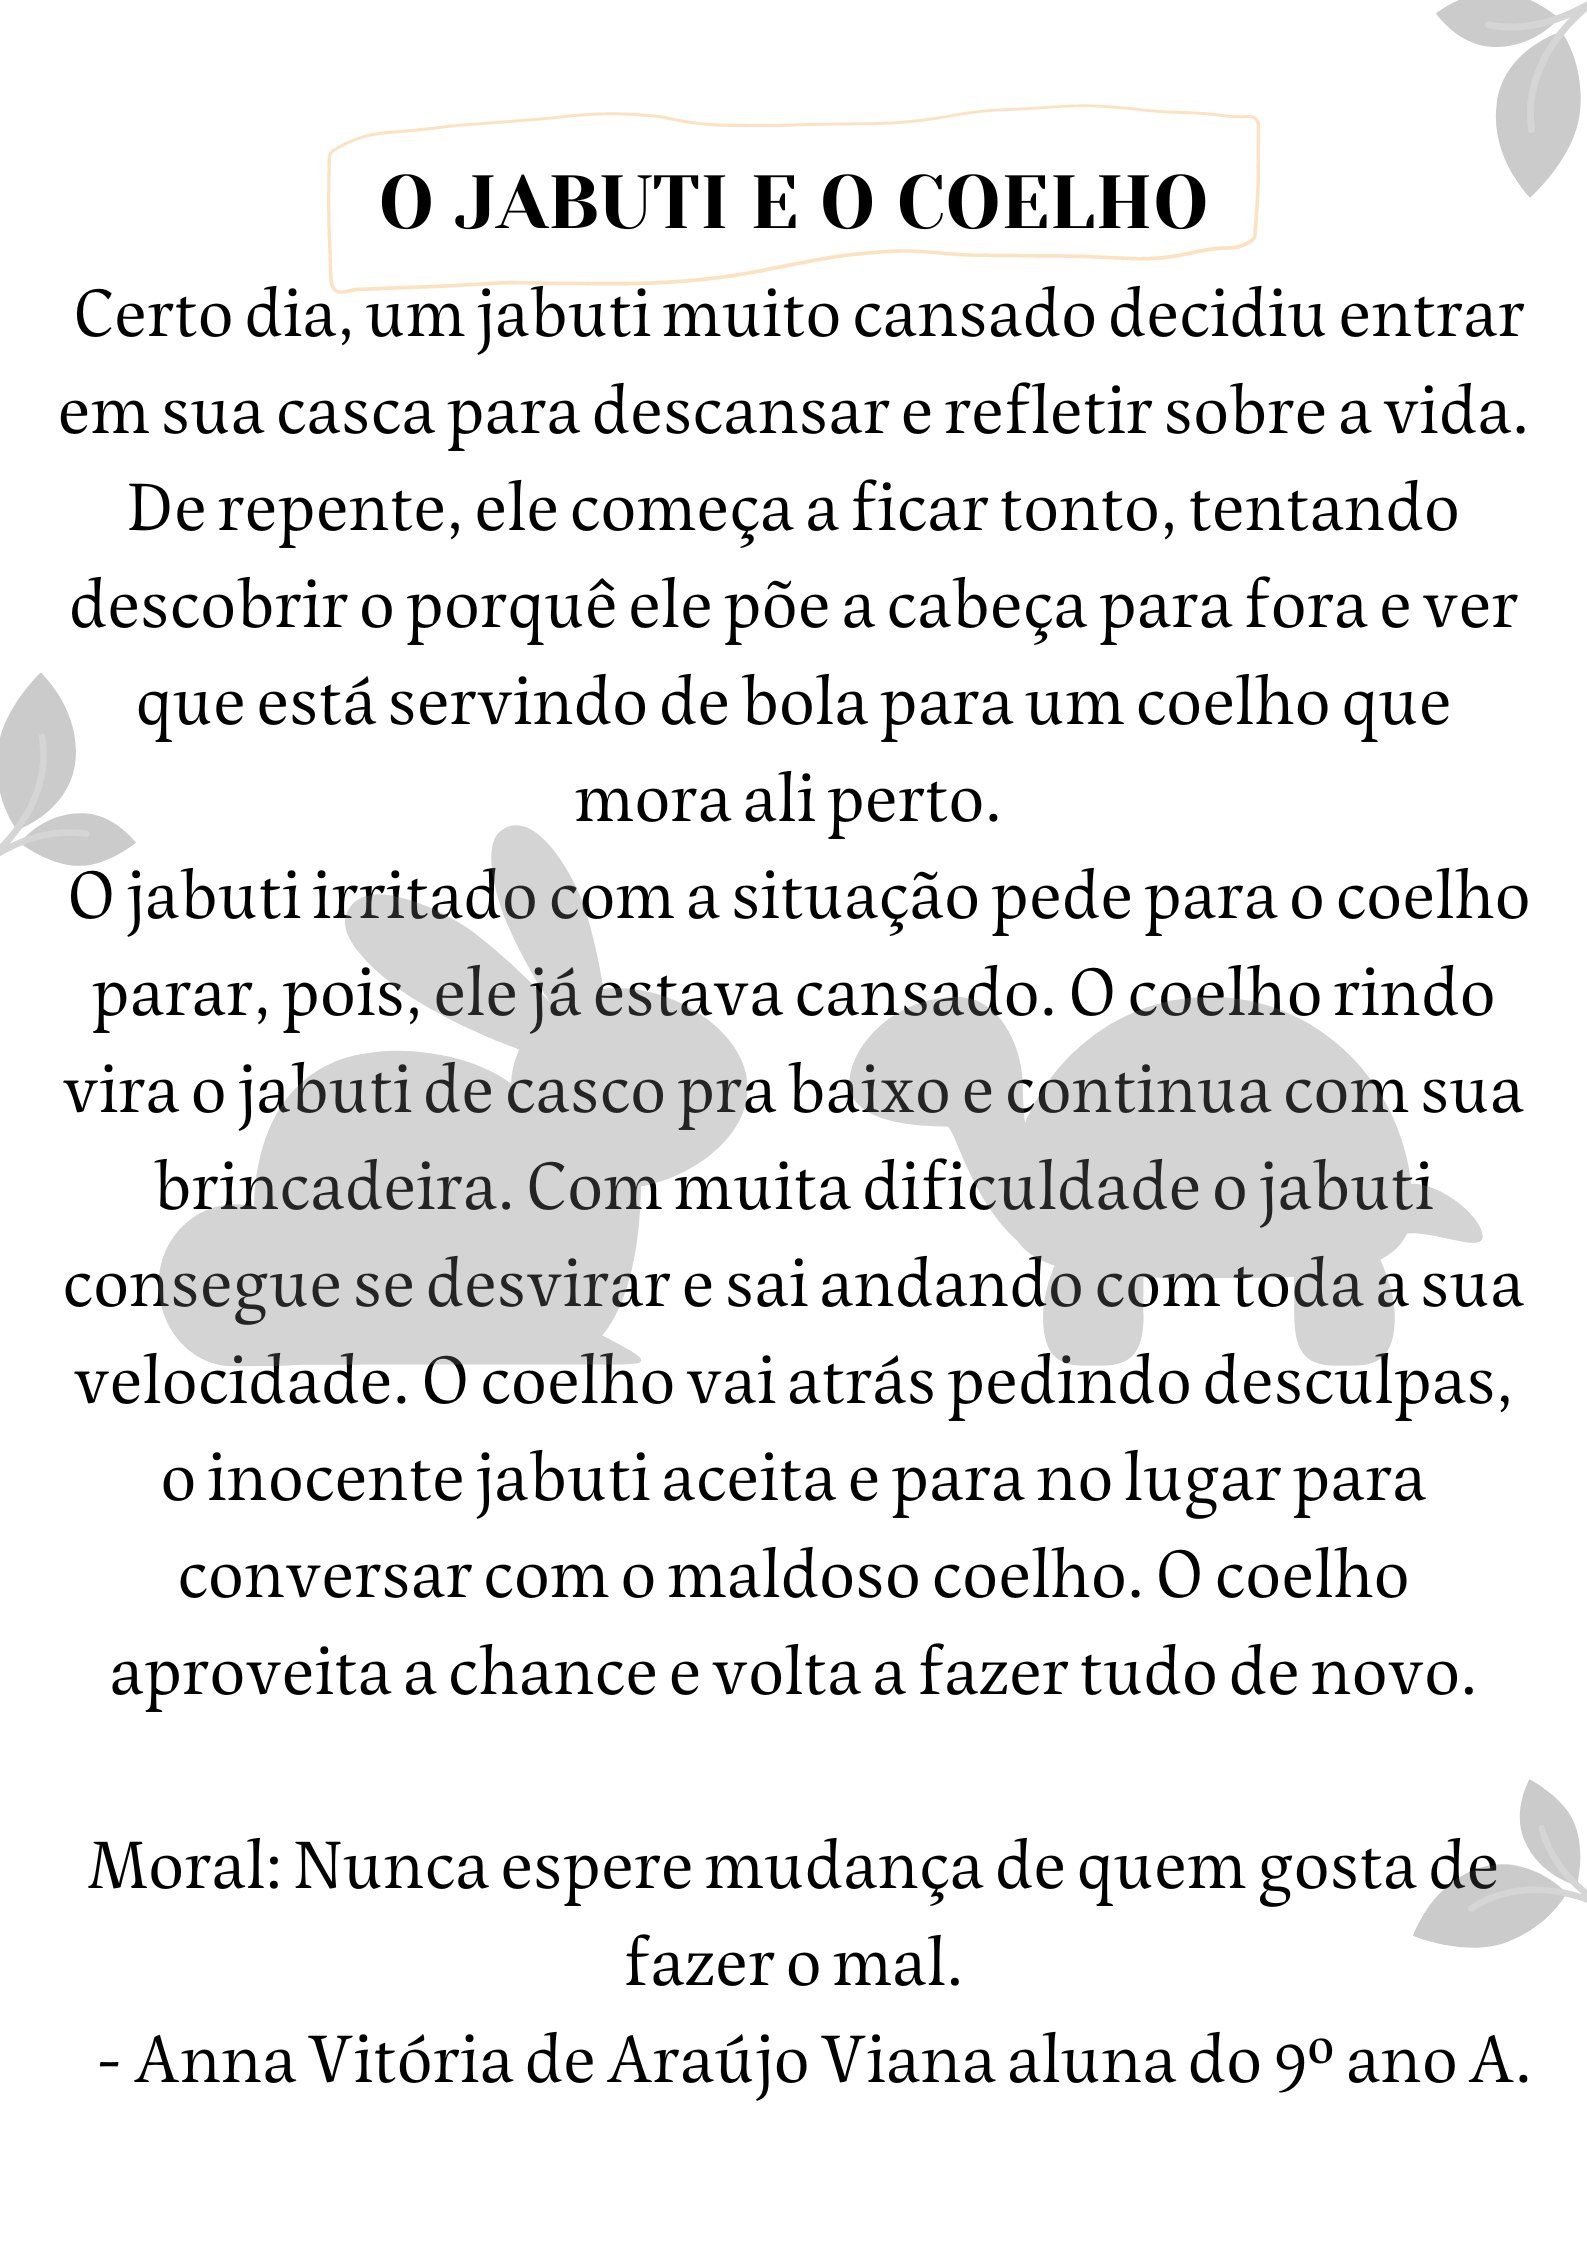 O JABUTI E O COELHO
Certo dia, um jabuti muito cansado decidiu entrar
em sua casca para descansar e refletir sobre a vida.
De repente, ele começa a ficar tonto, tentando
descobrir o porquê ele põe a cabeça para fora e ver
que está servindo de bola para um coelho que
mora ali perto.
O jabuti irritado com a situação pede para o coelho
parar, pois, ele já estava cansado. O coelho rindo
vira o jabuti de casco pra baixo e continua com sua
brincadeira. Com muita dificuldade o jabuti
consegue se desvirar e sai andando com toda a sua
velocidade. O coelho vai atrás pedindo desculpas,
o inocente jabuti aceita e para no lugar para
conversar com o maldoso coelho. O coelho
aproveita a chance e volta a fazer tudo de novo.
Moral: Nunca espere mudança de quem gosta de
fazer o mal.
- Anna Vitória de Araújo Viana aluna do 9º ano A.